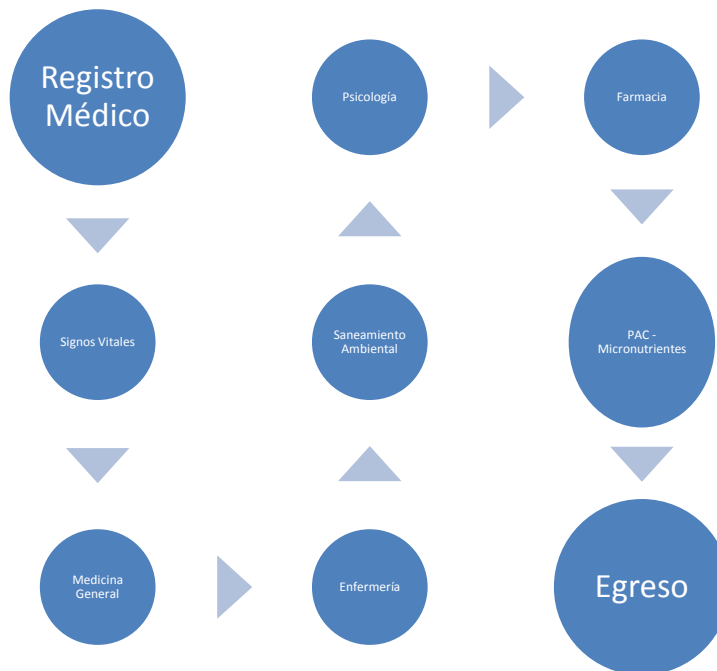 Registro
Médico
Signos Vitales
Medicina
General
Enfermería
Saneamiento
Ambiental
Psicología
Farmacia
PAC -
Micronutrientes
Egreso